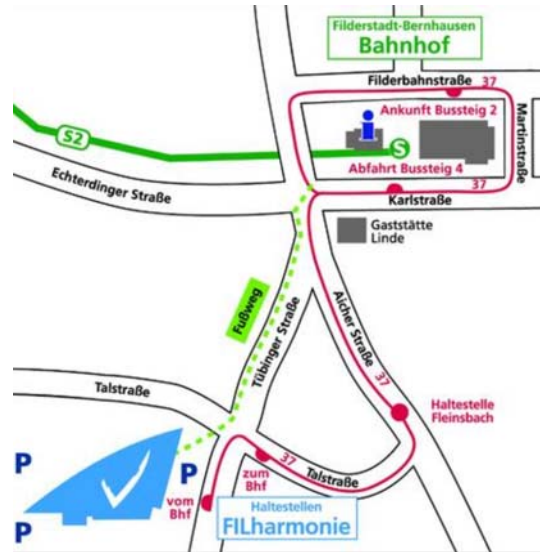 Filderstadt-Bernhausen
Bahnhof
Filderbahnstraße
37
Ankunft Bussteig 2
Martinstraße
S2
S
Abfahrt Bussteig 4
37
Echterdinger Straße
Karlstraße
Gaststätte
Linde
Fußweg
Tübinger Straße
Aicher Straße
37
Talstraße
Haltestelle
Fleinsbach
P
P
37
zum
Bhf
Talstraße
vom
Bhf
Haltestellen
FILharmonie
P